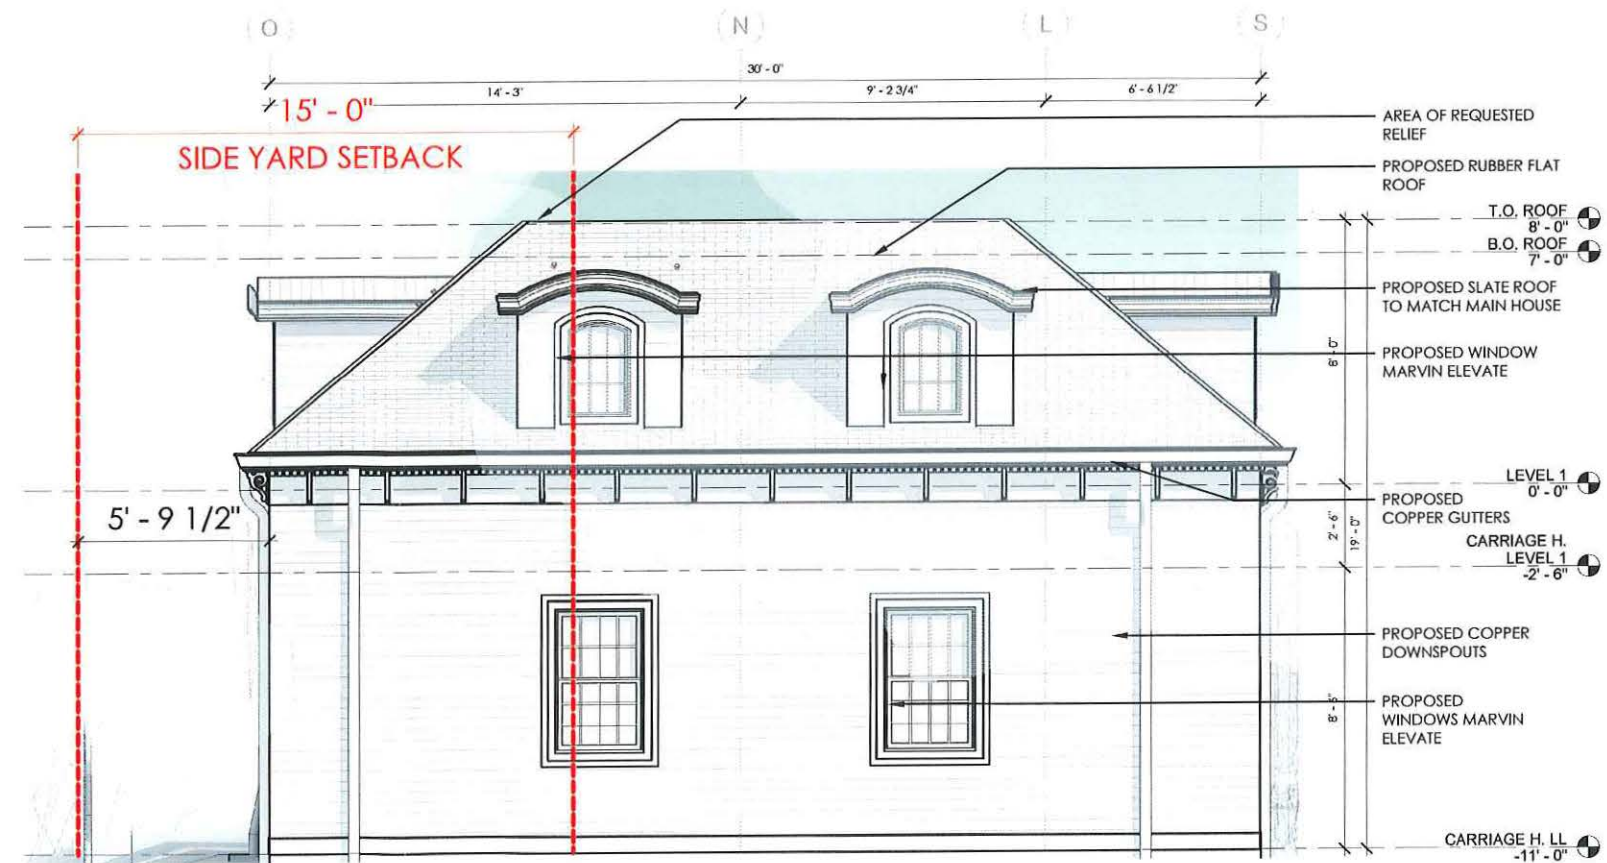 O N L S
30' - 0"
14' - 3" 9' - 2 3/4" 6' - 6 1/2"
15' - 0"
SIDE YARD SETBACK
AREA OF REQUESTED
RELIEF
PROPOSED RUBBER FLAT
ROOF
T.O. ROOF
8' - 0"
B.O. ROOF
7' - 0"
PROPOSED SLATE ROOF
TO MATCH MAIN HOUSE
PROPOSED WINDOW
MARVIN ELEVATE
8' - 0"
LEVEL 1
0' - 0"
PROPOSED
COPPER GUTTERS
5' - 9 1/2"
2' - 6"
19' - 0"
CARRIAGE H.
LEVEL 1
-2' - 6"
PROPOSED COPPER
DOWNSPOUTS
PROPOSED
WINDOWS MARVIN
ELEVATE
8' - 6"
CARRIAGE H. LL
-11' - 0"